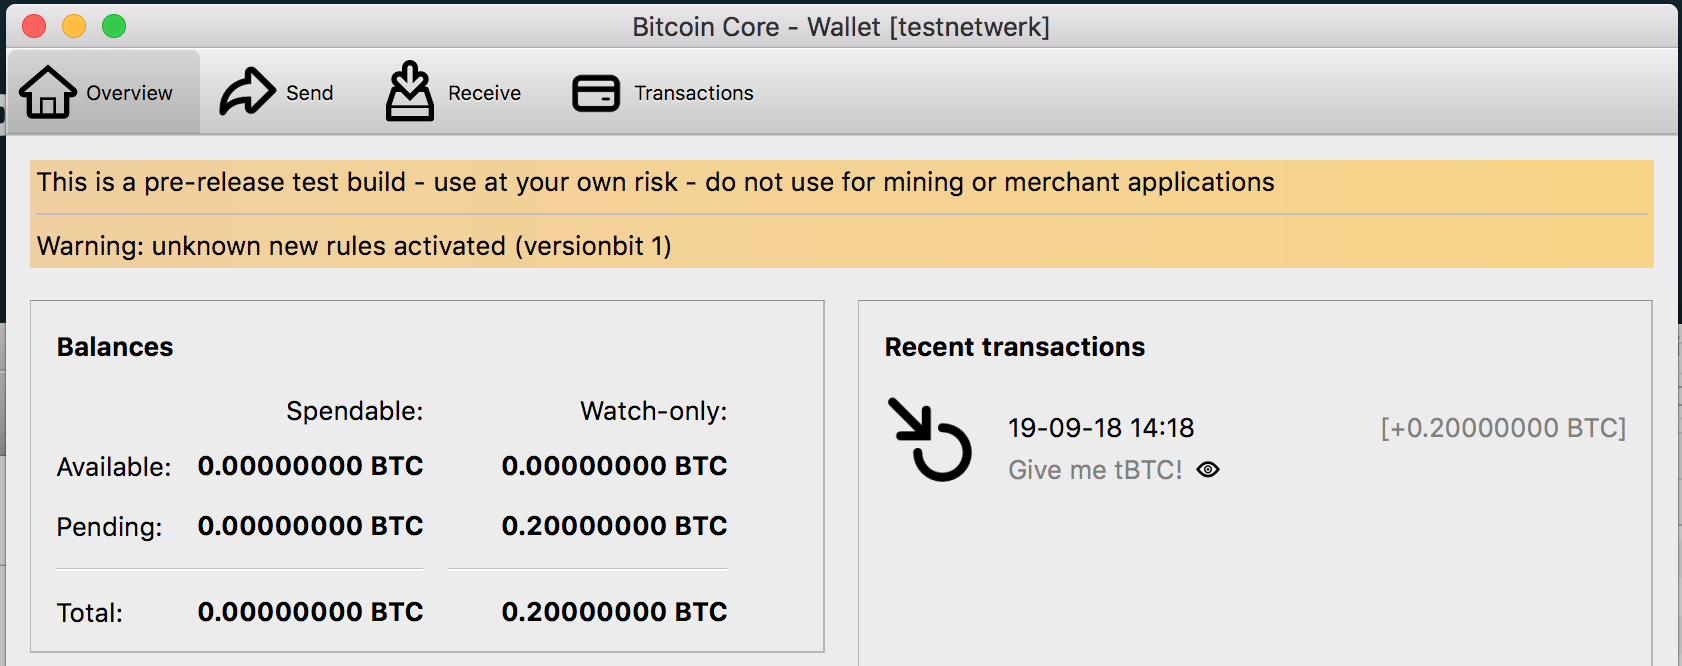 Bitcoin Core - Wallet [testnetwerk]
Overview Send Receive Transactions
This is a pre-release test build - use at your own risk - do not use for mining or merchant applications
Warning: unknown new rules activated (versionbit 1)
Balances
Spendable: Watch-only:
Available: 0.00000000 BTC 0.00000000 BTC
Pending: 0.00000000 BTC 0.20000000 BTC
Total: 0.00000000 BTC 0.20000000 BTC
Recent transactions
19-09-18 14:18 [+0.20000000 BTC]
Give me tBTC!